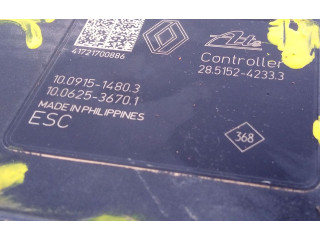 41721700886
Ate
Controller
28.5152-4233.3
10.0915-1480.3
10.0625-3670.1
MADE IN PHILIPPINES
ESC
368